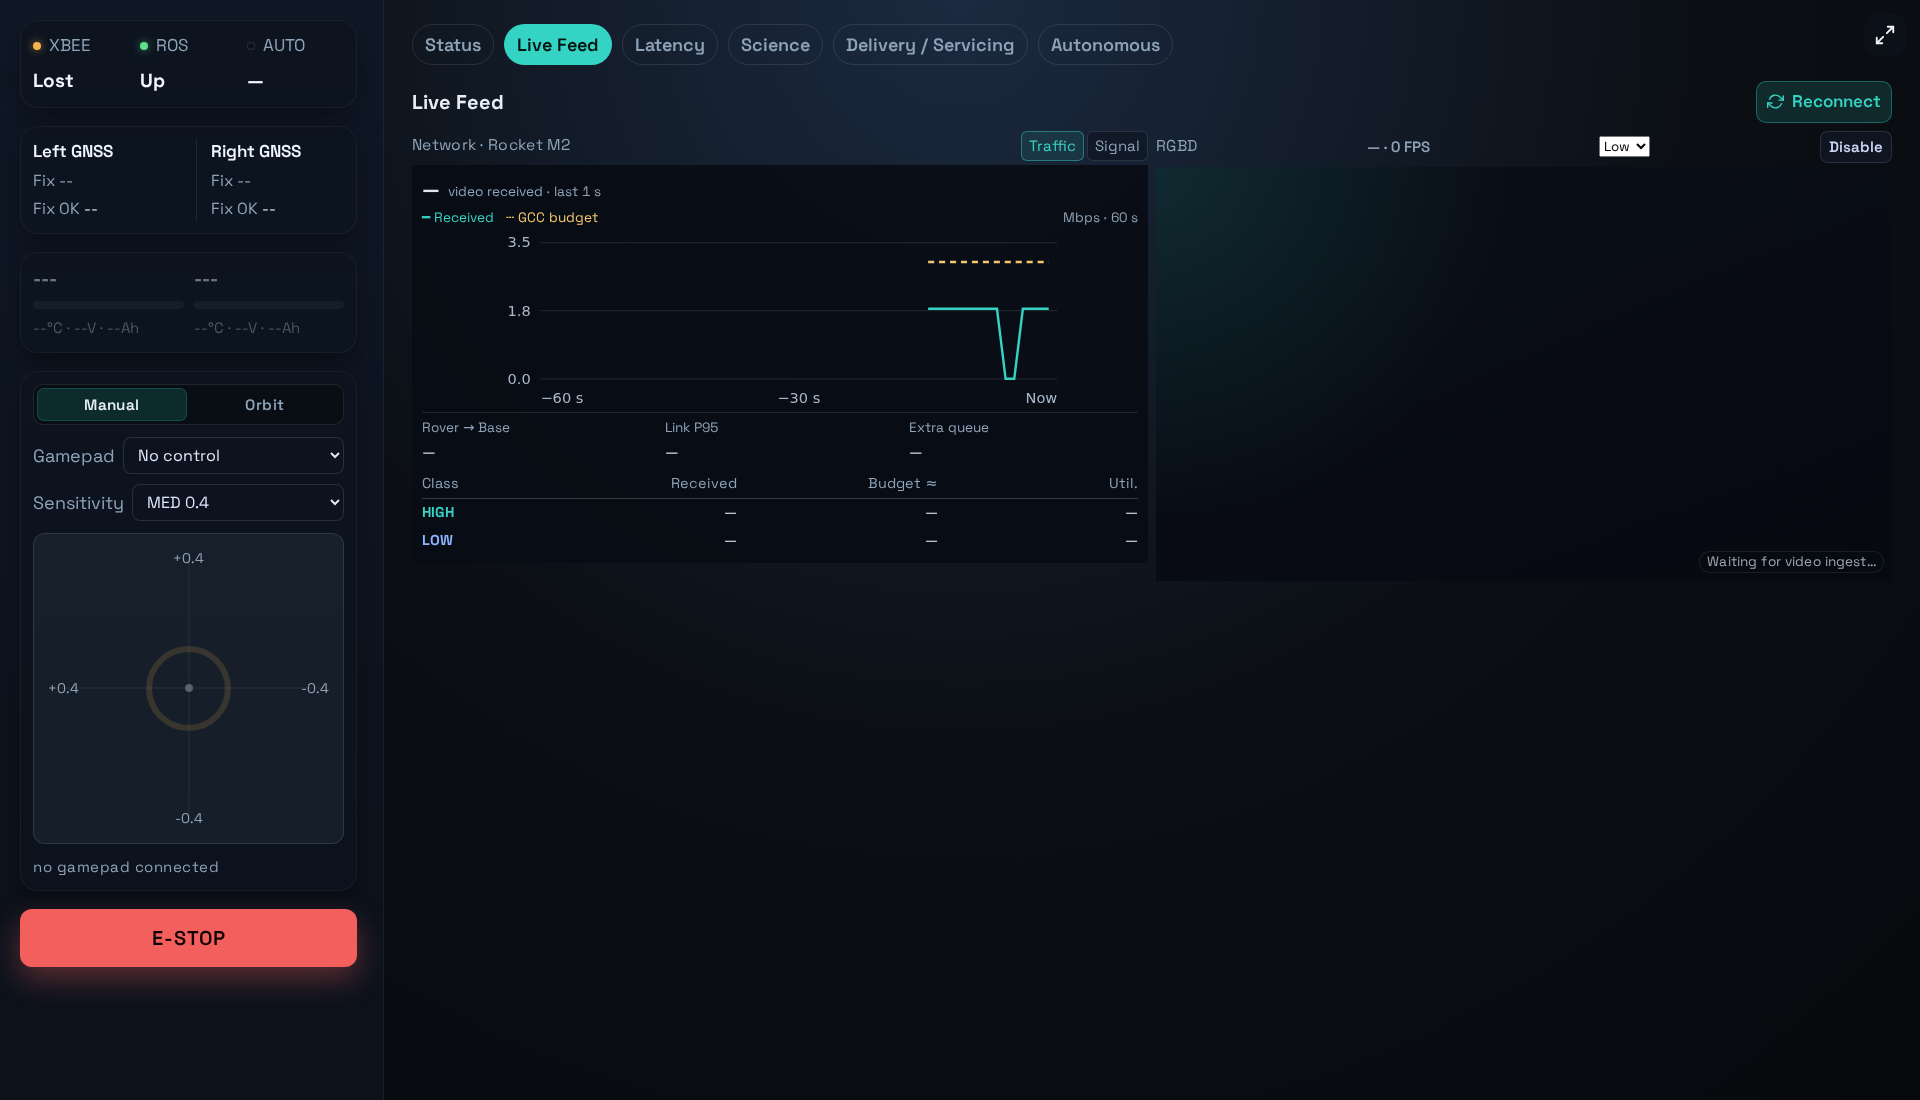 XBEE ROS AUTO
Lost Up —
Left GNSS Right GNSS
Fix -- Fix --
Fix OK -- Fix OK --
--- ---
--°C · --V · --Ah --°C · --V · --Ah
Manual Orbit
Gamepad No control
Sensitivity MED 0.4
+0.4
+0.4 -0.4
-0.4
no gamepad connected
E-STOP
Status Live Feed Latency Science Delivery / Servicing Autonomous
Live Feed Reconnect
Network · Rocket M2 Traffic Signal
— video received · last 1 s
Received GCC budget Mbps · 60 s
3.5
1.8
0.0
−60 s −30 s Now
Rover → Base Link P95 Extra queue
— — —
Class Received Budget ≈ Util.
HIGH — — —
LOW — — —
RGBD — · 0 FPS Low Disable
Waiting for video ingest…